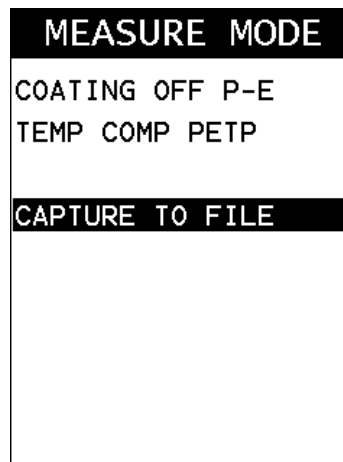 MEASURE MODE
COATING OFF P-E
TEMP COMP PETP
CAPTURE TO FILE